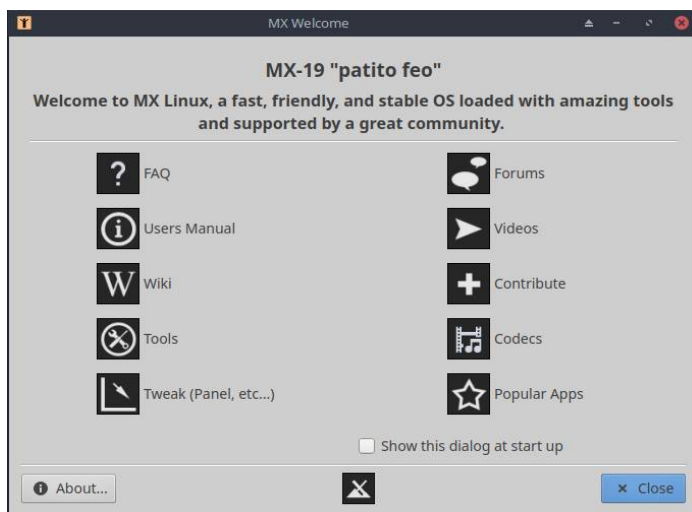 MX Welcome
MX-19 "patito feo"
Welcome to MX Linux, a fast, friendly, and stable OS loaded with amazing tools
and supported by a great community.
FAQ
Forums
Users Manual
Videos
Wiki
Contribute
Tools
Codecs
Tweak (Panel, etc...)
Popular Apps
Show this dialog at start up
About...
Close